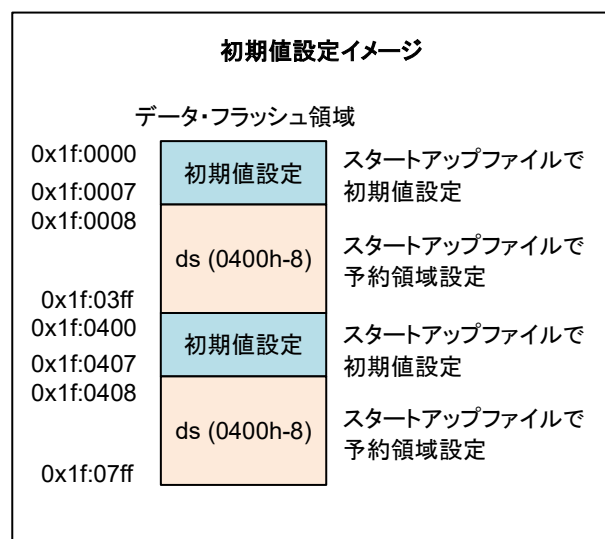 初期値設定イメージ
データ・フラッシュ領域
0x1f:0000
初期値設定
スタートアップファイルで
初期値設定
0x1f:0007
0x1f:0008
ds (0400h-8)
スタートアップファイルで
予約領域設定
0x1f:03ff
0x1f:0400
初期値設定
スタートアップファイルで
初期値設定
0x1f:0407
0x1f:0408
ds (0400h-8)
スタートアップファイルで
予約領域設定
0x1f:07ff